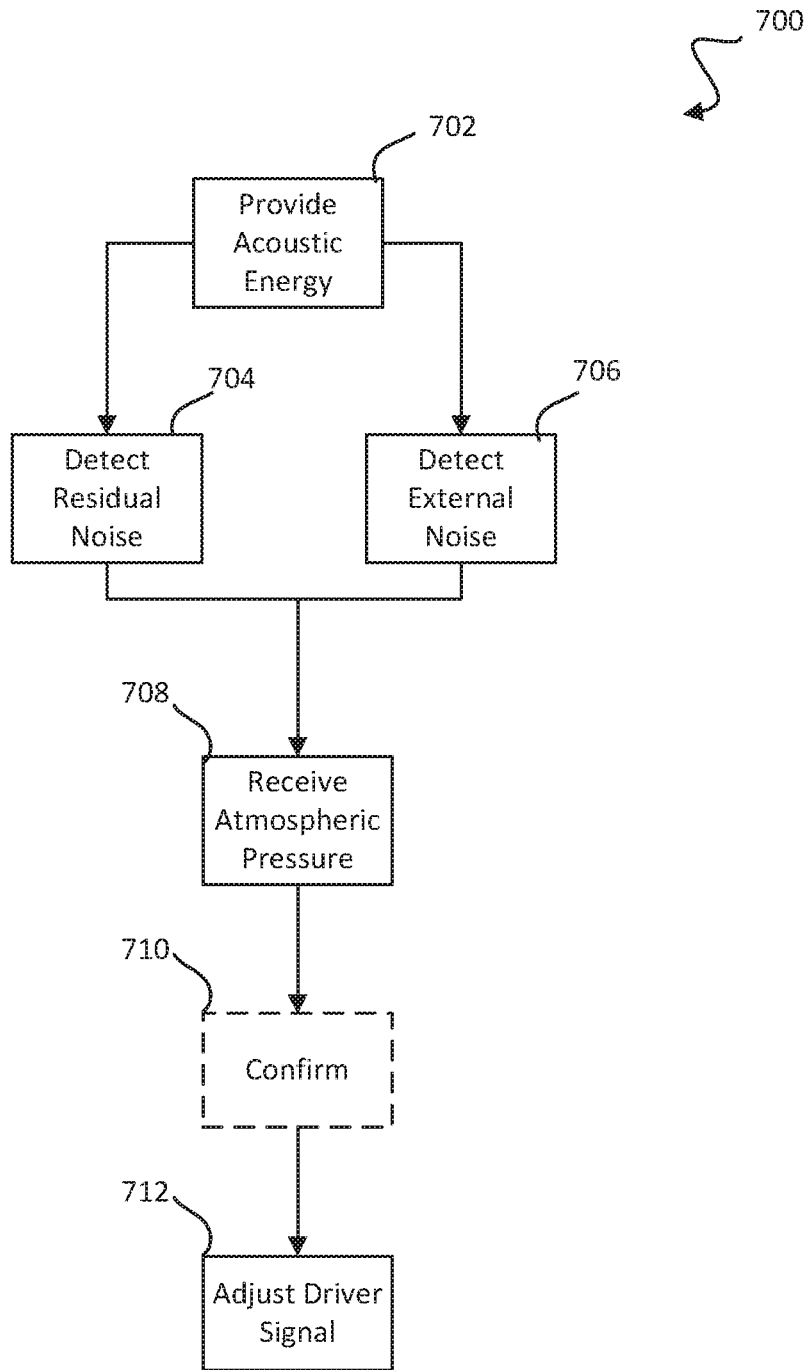 700
702
Provide
Acoustic
Energy
704
706
Detect
Residual
Noise
Detect
External
Noise
708
Receive
Atmospheric
Pressure
710
Confirm
712
Adjust Driver
Signal